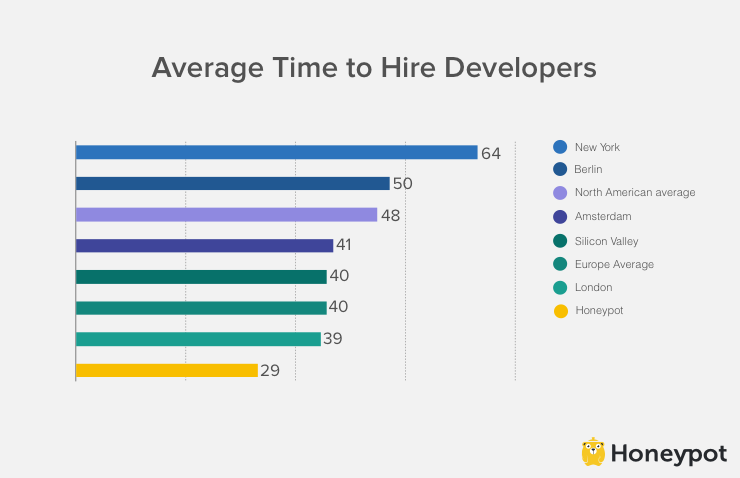 Average Time to Hire Developers
64
50
48
41
40
40
39
29
New York
Berlin
North American average
Amsterdam
Silicon Valley
Europe Average
London
Honeypot
Honeypot